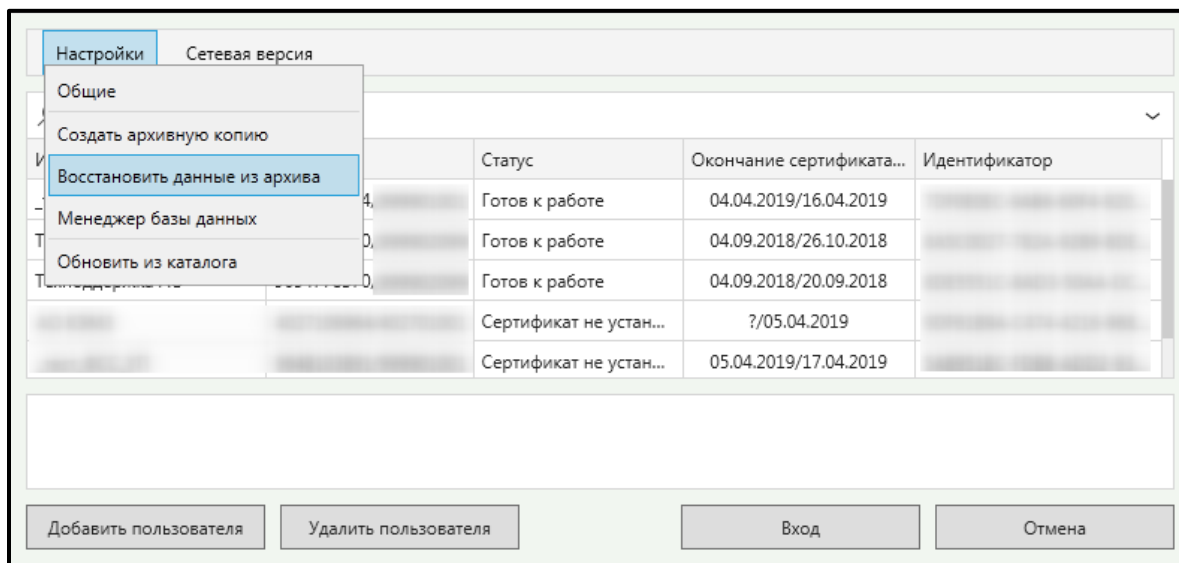 Настройки Сетевая версия
Общие
Создать архивную копию
Восстановить данные из архива
Менеджер базы данных
Обновить из каталога
Статус Окончание сертификата... Идентификатор
Готов к работе 04.04.2019/16.04.2019
Готов к работе 04.09.2018/26.10.2018
Готов к работе 04.09.2018/20.09.2018
Сертификат не устан... ?/05.04.2019
Сертификат не устан... 05.04.2019/17.04.2019
Добавить пользователя Удалить пользователя Вход Отмена